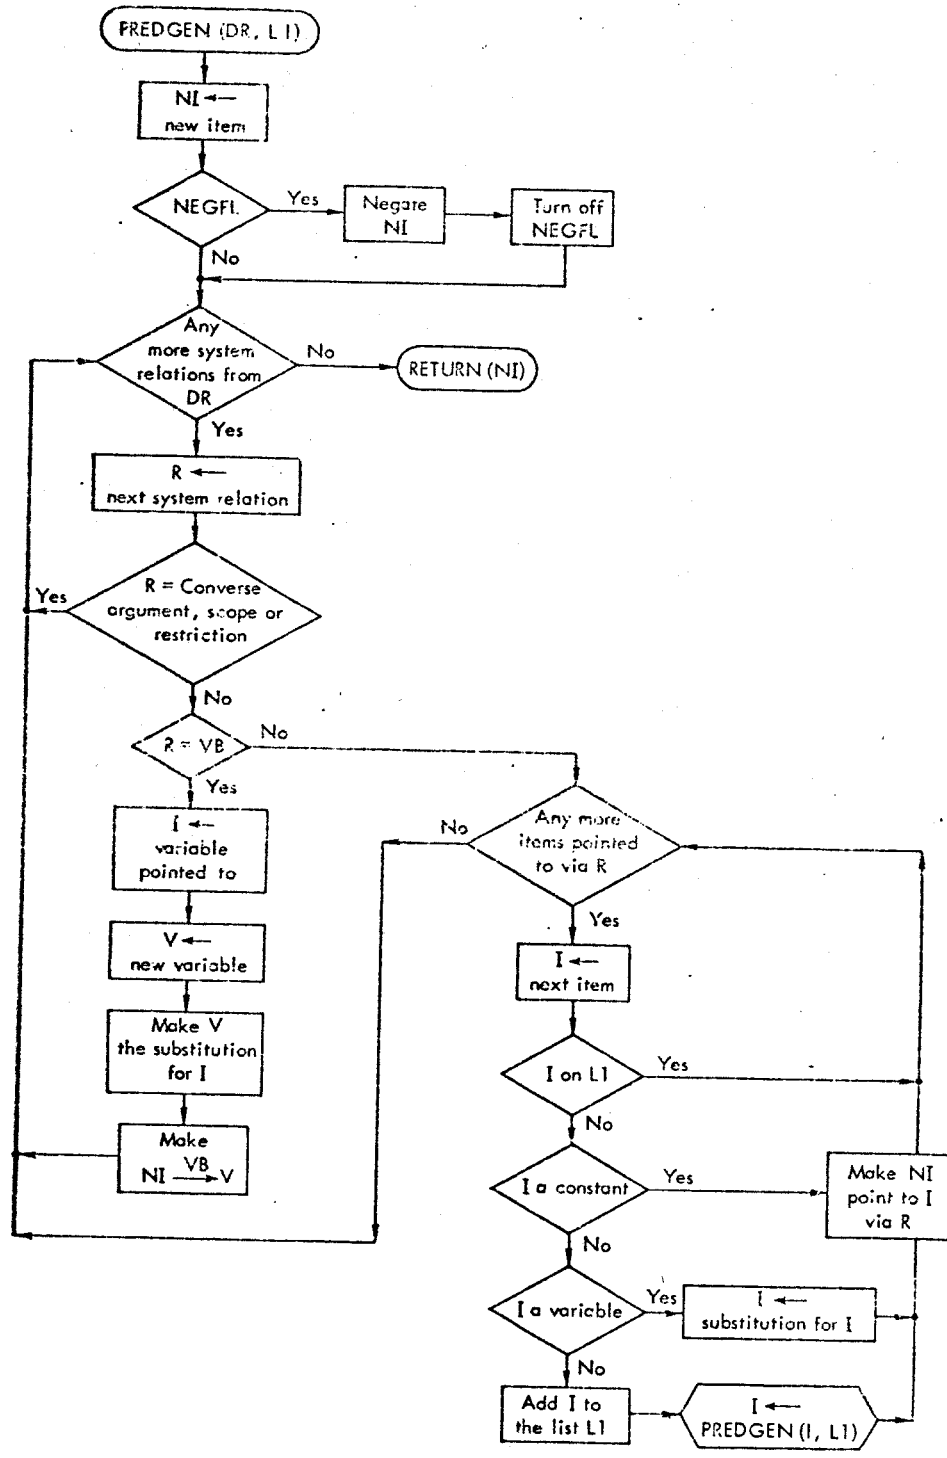 PREDGEN (DR, L1)
NI ←
new item
NEGFL
Yes
Negate
NI
Turn off
NEGFL
No
Any
more system
relations from
DR
No
RETURN (NI)
Yes
R ←
next system relation
R = Converse
argument, scope or
restriction
Yes
No
R = VB
No
Yes
I ←
variable
pointed to
V ←
new variable
Make V
the substitution
for I
Make
VB
NI → V
Any more
items pointed
to via R
No
Yes
I ←
next item
I on L1
Yes
No
I a constant
Yes
Make NI
point to I
via R
No
I a variable
Yes
I ←
substitution for I
No
Add I to
the list L1
I ←
PREDGEN (I, L1)